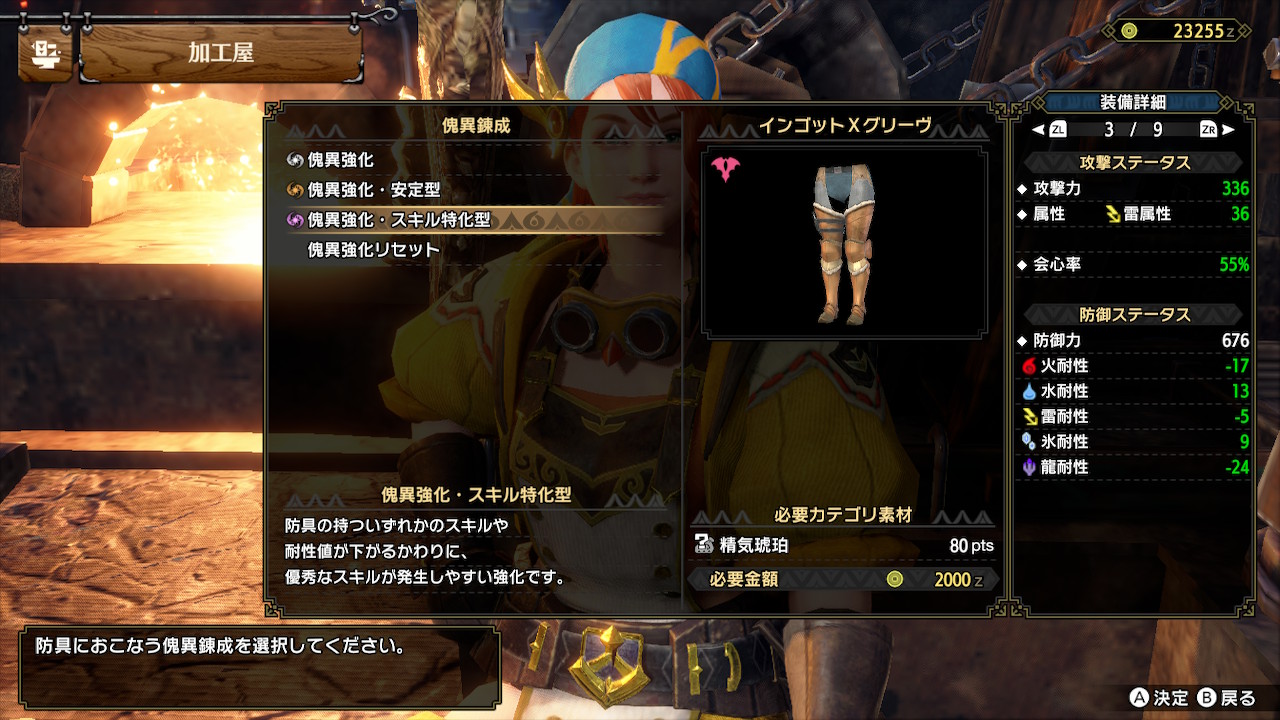 加工屋
23255z
傀異錬成
傀異強化
傀異強化・安定型
傀異強化・スキル特化型
傀異強化リセット
傀異強化・スキル特化型
防具の持ついずれかのスキルや
耐性値が下がるかわりに、
優秀なスキルが発生しやすい強化です。
インゴットXグリーヴ
必要カテゴリ素材
精気琥珀 80pts
必要金額 2000z
装備詳細
ZL 3 / 9 ZR
攻撃ステータス
攻撃力 336
属性 雷属性 36
会心率 55%
防御ステータス
防御力 676
火耐性 -17
水耐性 13
雷耐性 -5
氷耐性 9
龍耐性 -24
防具におこなう傀異錬成を選択してください。
A 決定 B 戻る